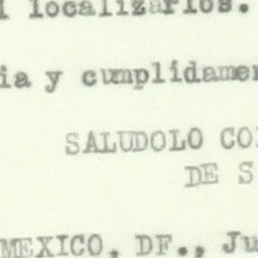 l localizarlos.
ia y cumplidamen
SALUDOLO CO
DE S
MEXICO, DF., Ju